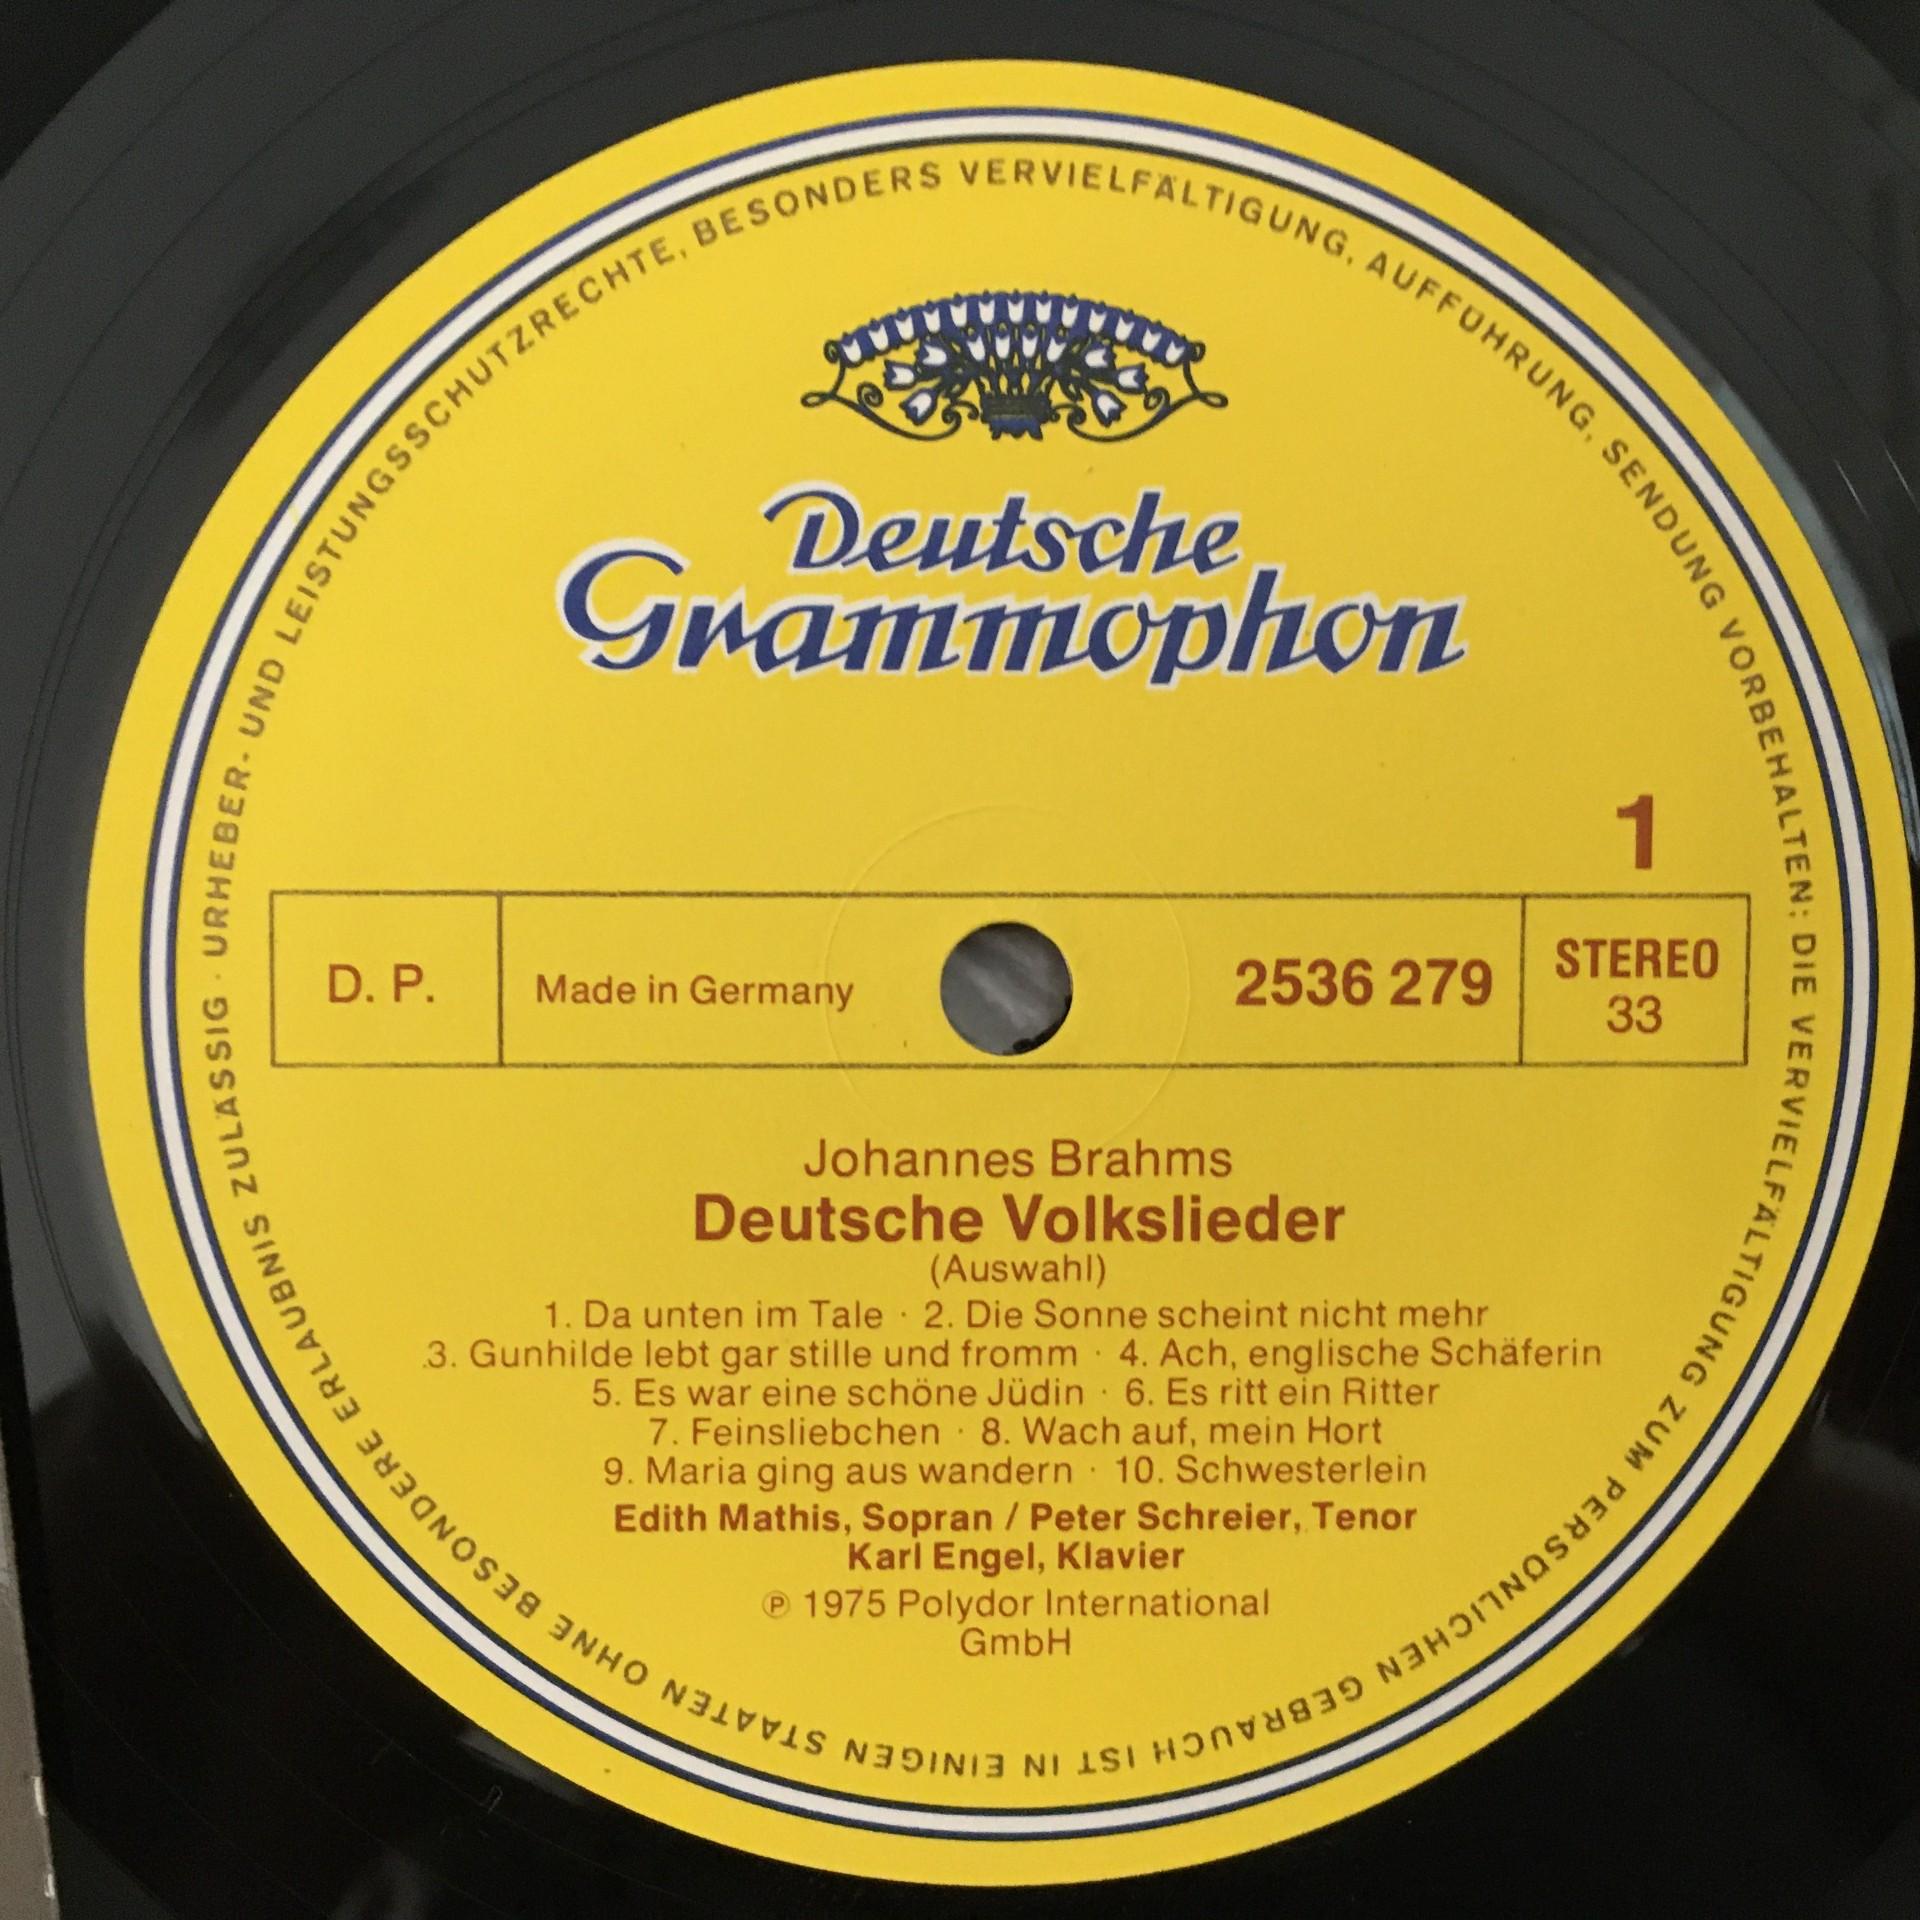 Deutsche
Grammophon
1
D. P.
Made in Germany
2536 279
STEREO
33
Johannes Brahms
Deutsche Volkslieder
(Auswahl)
1. Da unten im Tale · 2. Die Sonne scheint nicht mehr
3. Gunhilde lebt gar stille und fromm · 4. Ach, englische Schäferin
5. Es war eine schöne Jüdin · 6. Es ritt ein Ritter
7. Feinsliebchen · 8. Wach auf, mein Hort
9. Maria ging aus wandern · 10. Schwesterlein
Edith Mathis, Sopran / Peter Schreier, Tenor
Karl Engel, Klavier
℗ 1975 Polydor International
GmbH
URHEBER- UND LEISTUNGSSCHUTZRECHTE, BESONDERS VERVIELFÄLTIGUNG, AUFFÜHRUNG, SENDUNG VORBEHALTEN: DIE VERVIELFÄLTIGUNG ZUM PERSÖNLICHEN GEBRAUCH IST IN EINIGEN STAATEN OHNE BESONDERE ERLAUBNIS ZULÄSSIG ·